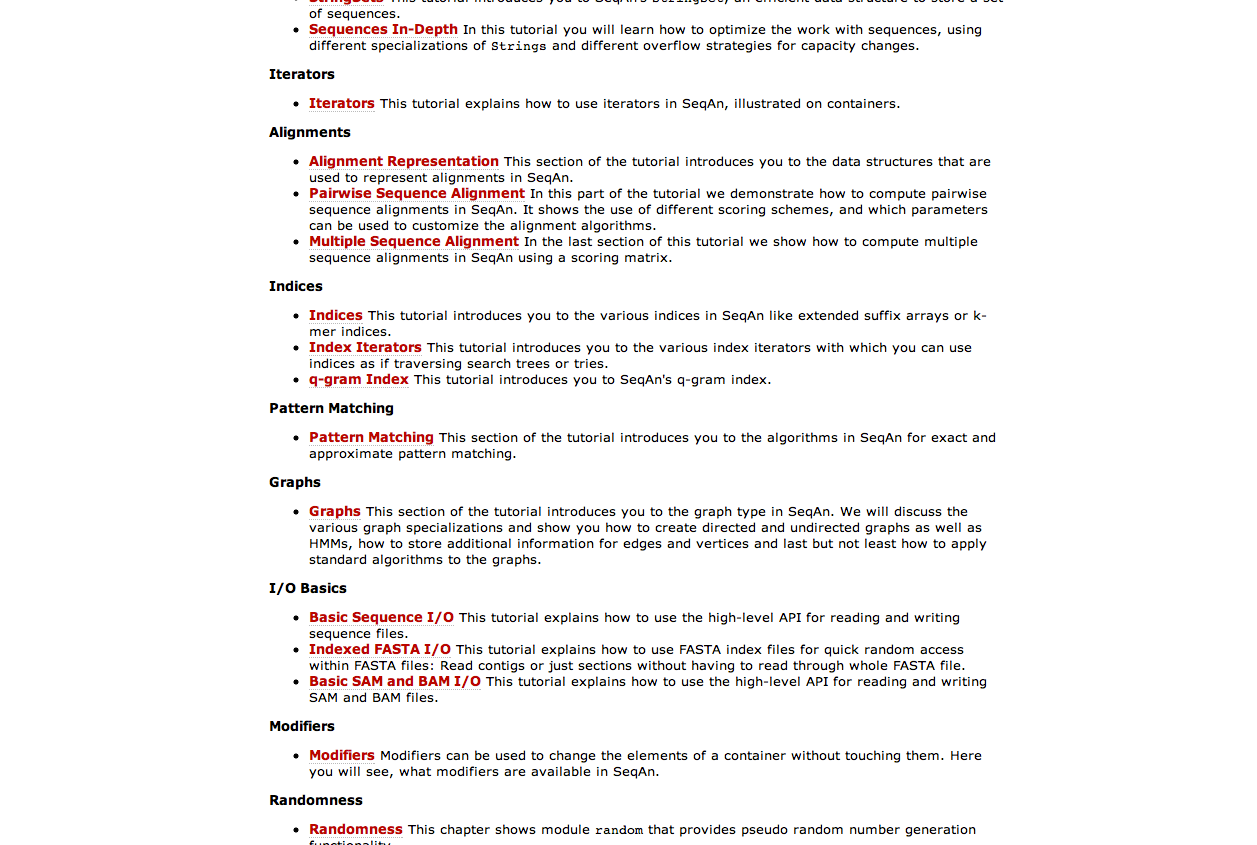 of sequences.
Sequences In-Depth In this tutorial you will learn how to optimize the work with sequences, using
different specializations of Strings and different overflow strategies for capacity changes.
Iterators
Iterators This tutorial explains how to use iterators in SeqAn, illustrated on containers.
Alignments
Alignment Representation This section of the tutorial introduces you to the data structures that are
used to represent alignments in SeqAn.
Pairwise Sequence Alignment In this part of the tutorial we demonstrate how to compute pairwise
sequence alignments in SeqAn. It shows the use of different scoring schemes, and which parameters
can be used to customize the alignment algorithms.
Multiple Sequence Alignment In the last section of this tutorial we show how to compute multiple
sequence alignments in SeqAn using a scoring matrix.
Indices
Indices This tutorial introduces you to the various indices in SeqAn like extended suffix arrays or k-
mer indices.
Index Iterators This tutorial introduces you to the various index iterators with which you can use
indices as if traversing search trees or tries.
q-gram Index This tutorial introduces you to SeqAn's q-gram index.
Pattern Matching
Pattern Matching This section of the tutorial introduces you to the algorithms in SeqAn for exact and
approximate pattern matching.
Graphs
Graphs This section of the tutorial introduces you to the graph type in SeqAn. We will discuss the
various graph specializations and show you how to create directed and undirected graphs as well as
HMMs, how to store additional information for edges and vertices and last but not least how to apply
standard algorithms to the graphs.
I/O Basics
Basic Sequence I/O This tutorial explains how to use the high-level API for reading and writing
sequence files.
Indexed FASTA I/O This tutorial explains how to use FASTA index files for quick random access
within FASTA files: Read contigs or just sections without having to read through whole FASTA file.
Basic SAM and BAM I/O This tutorial explains how to use the high-level API for reading and writing
SAM and BAM files.
Modifiers
Modifiers Modifiers can be used to change the elements of a container without touching them. Here
you will see, what modifiers are available in SeqAn.
Randomness
Randomness This chapter shows module random that provides pseudo random number generation
functionality.